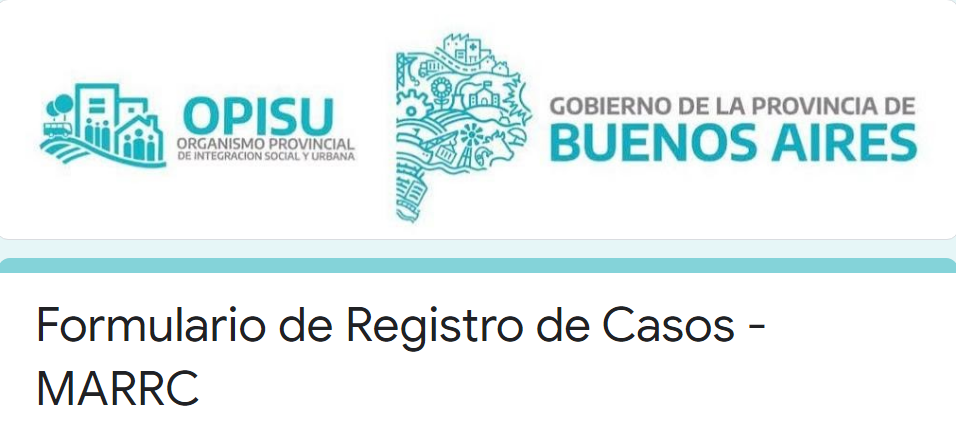 OPISU
ORGANISMO PROVINCIAL
DE INTEGRACION SOCIAL Y URBANA
GOBIERNO DE LA PROVINCIA DE
BUENOS AIRES
Formulario de Registro de Casos -
MARRC